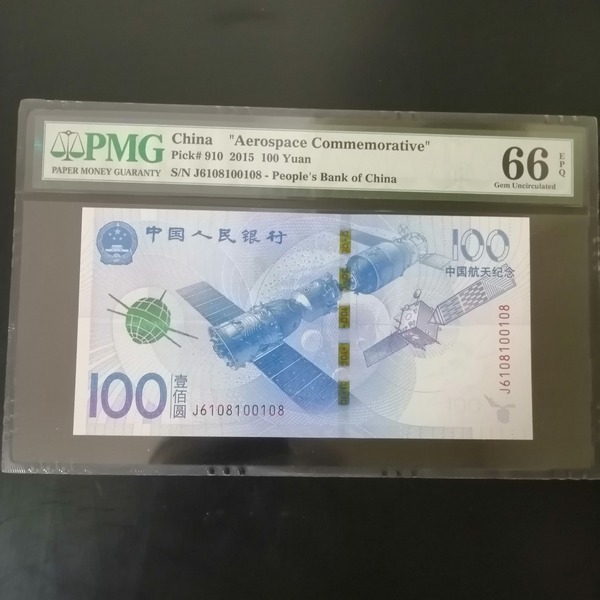 PMG
PAPER MONEY GUARANTY
China "Aerospace Commemorative"
Pick# 910 2015 100 Yuan
S/N J6108100108 - People's Bank of China
66 EPQ
Gem Uncirculated
中国人民银行
100
中国航天纪念
J6108100108
100 壹佰圆
J6108100108